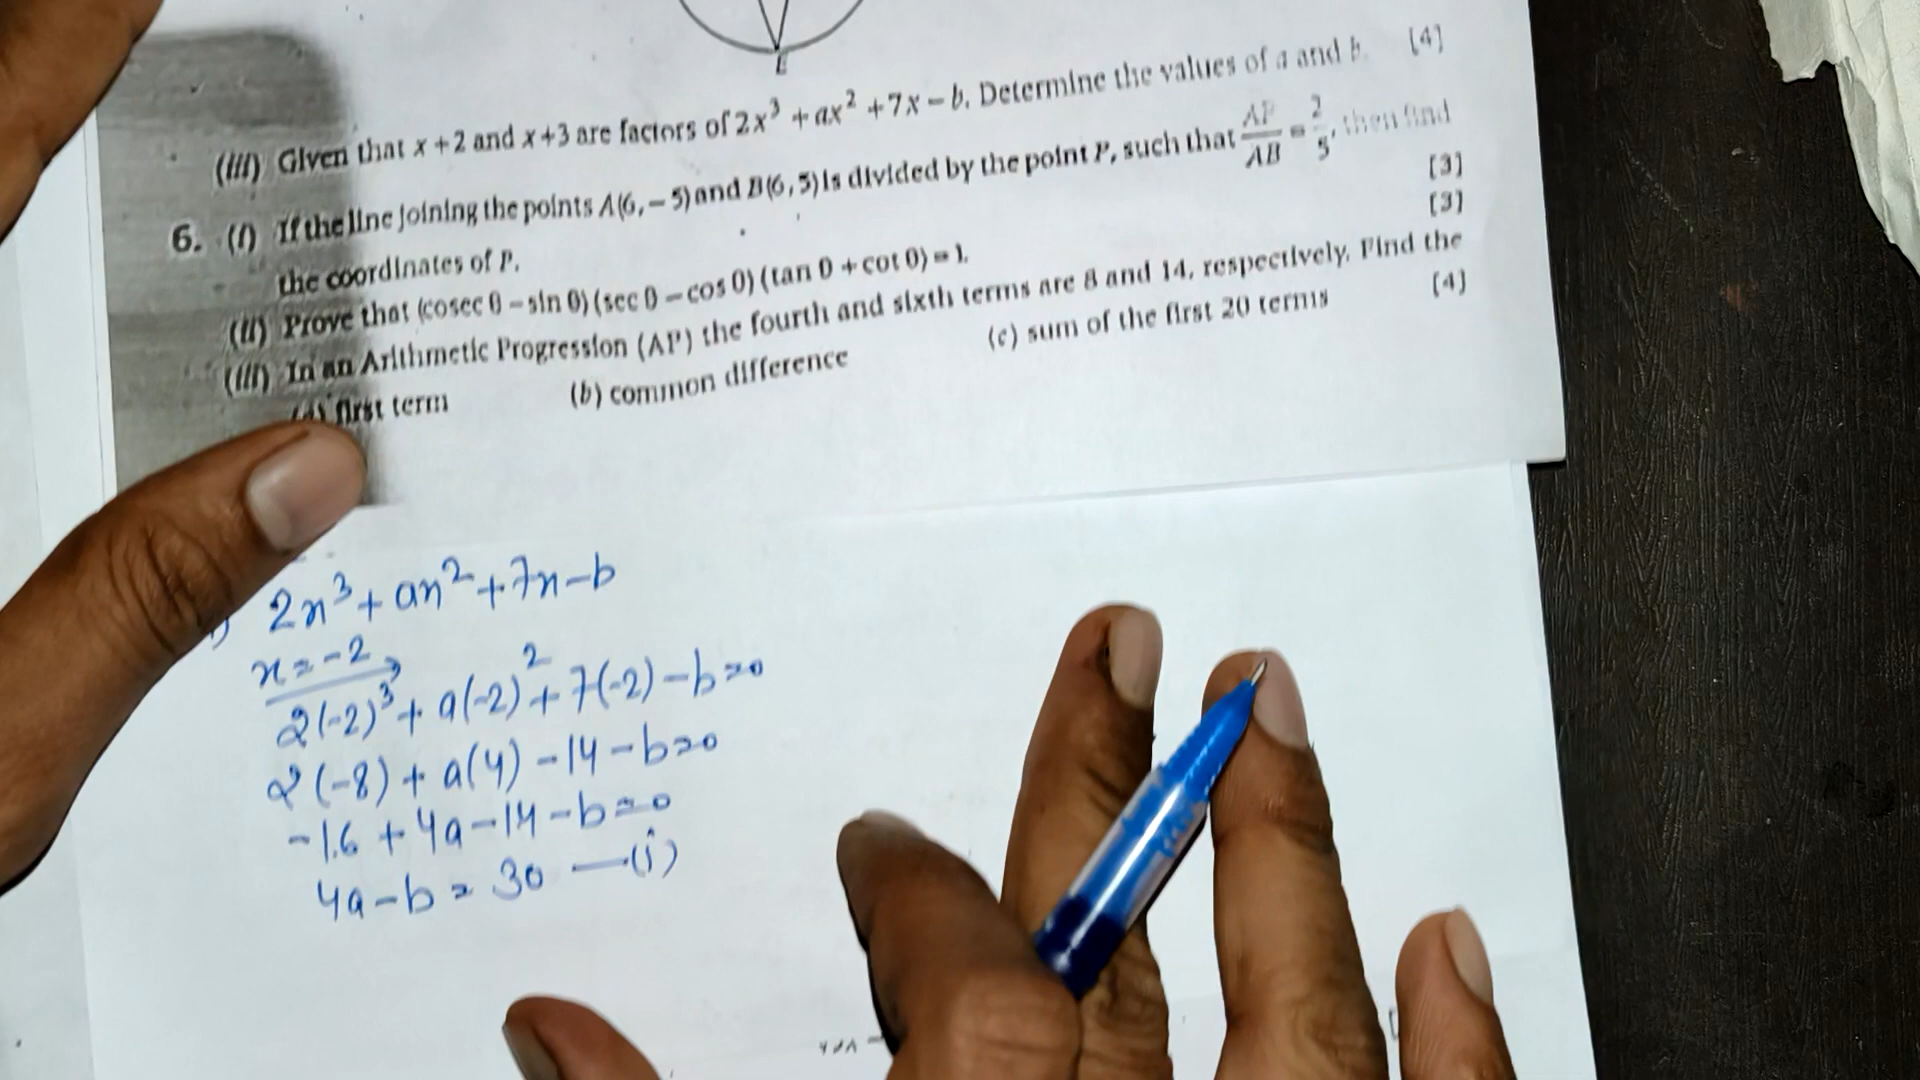 E
(iii) Given that x + 2 and x + 3 are factors of 2x³ + ax² + 7x – b. Determine the values of a and b. [4]
6. (i) If the line joining the points A(6, – 5) and B(6, 5) is divided by the point P, such that AP/AB = 2/5, then find
the coordinates of P. [3]
(ii) Prove that (cosec θ – sin θ) (sec θ – cos θ) (tan θ + cot θ) = 1. [3]
(iii) In an Arithmetic Progression (AP) the fourth and sixth terms are 8 and 14, respectively. Find the
first term (b) common difference (c) sum of the first 20 terms [4]
2x³ + ax² + 7x – b
x = -2
2(-2)³ + a(-2)² + 7(-2) – b = 0
2(-8) + a(4) – 14 – b = 0
-16 + 4a – 14 – b = 0
4a – b = 30 —(i)